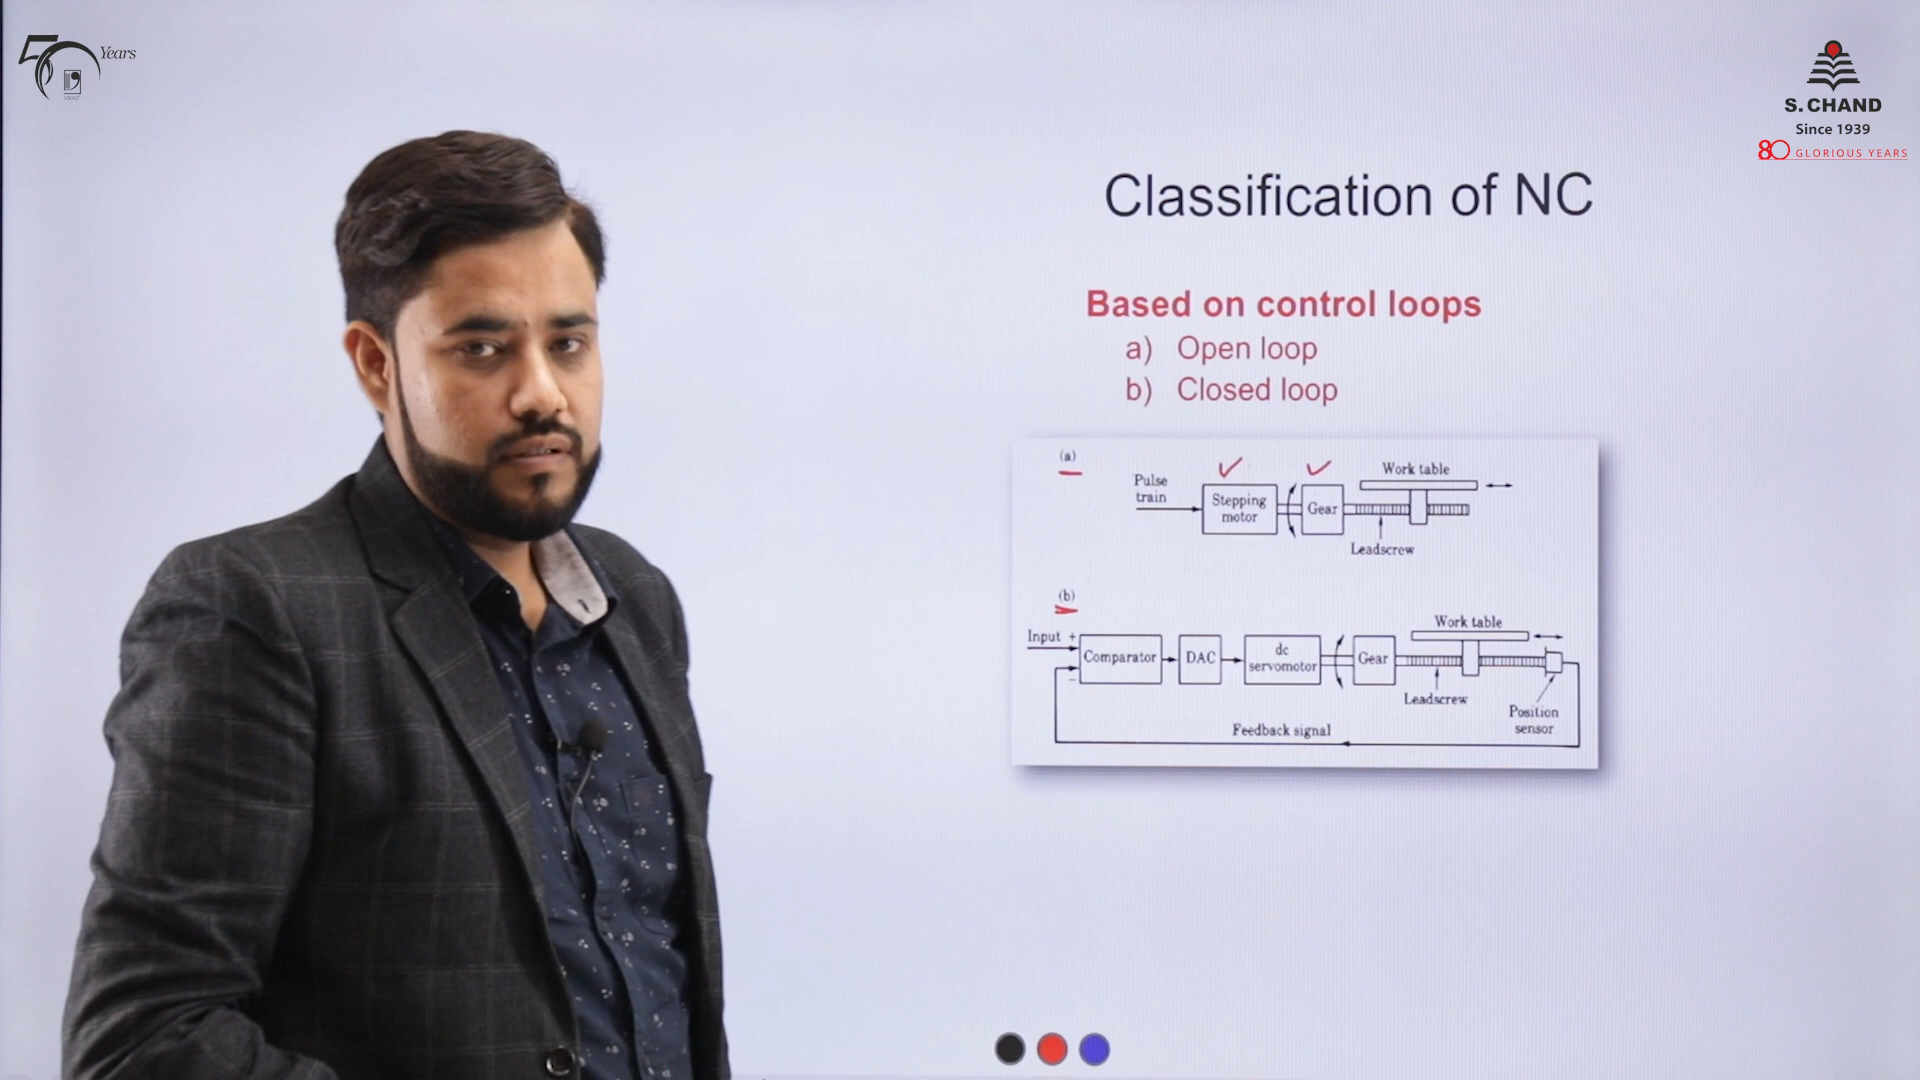 50 Years
VIKAS
S. CHAND
Since 1939
80 GLORIOUS YEARS
Classification of NC
Based on control loops
a) Open loop
b) Closed loop
(a)
Pulse
train
Stepping
motor
Gear
Work table
Leadscrew
(b)
Input +
−
Comparator
DAC
dc
servomotor
Gear
Work table
Leadscrew
Position
sensor
Feedback signal